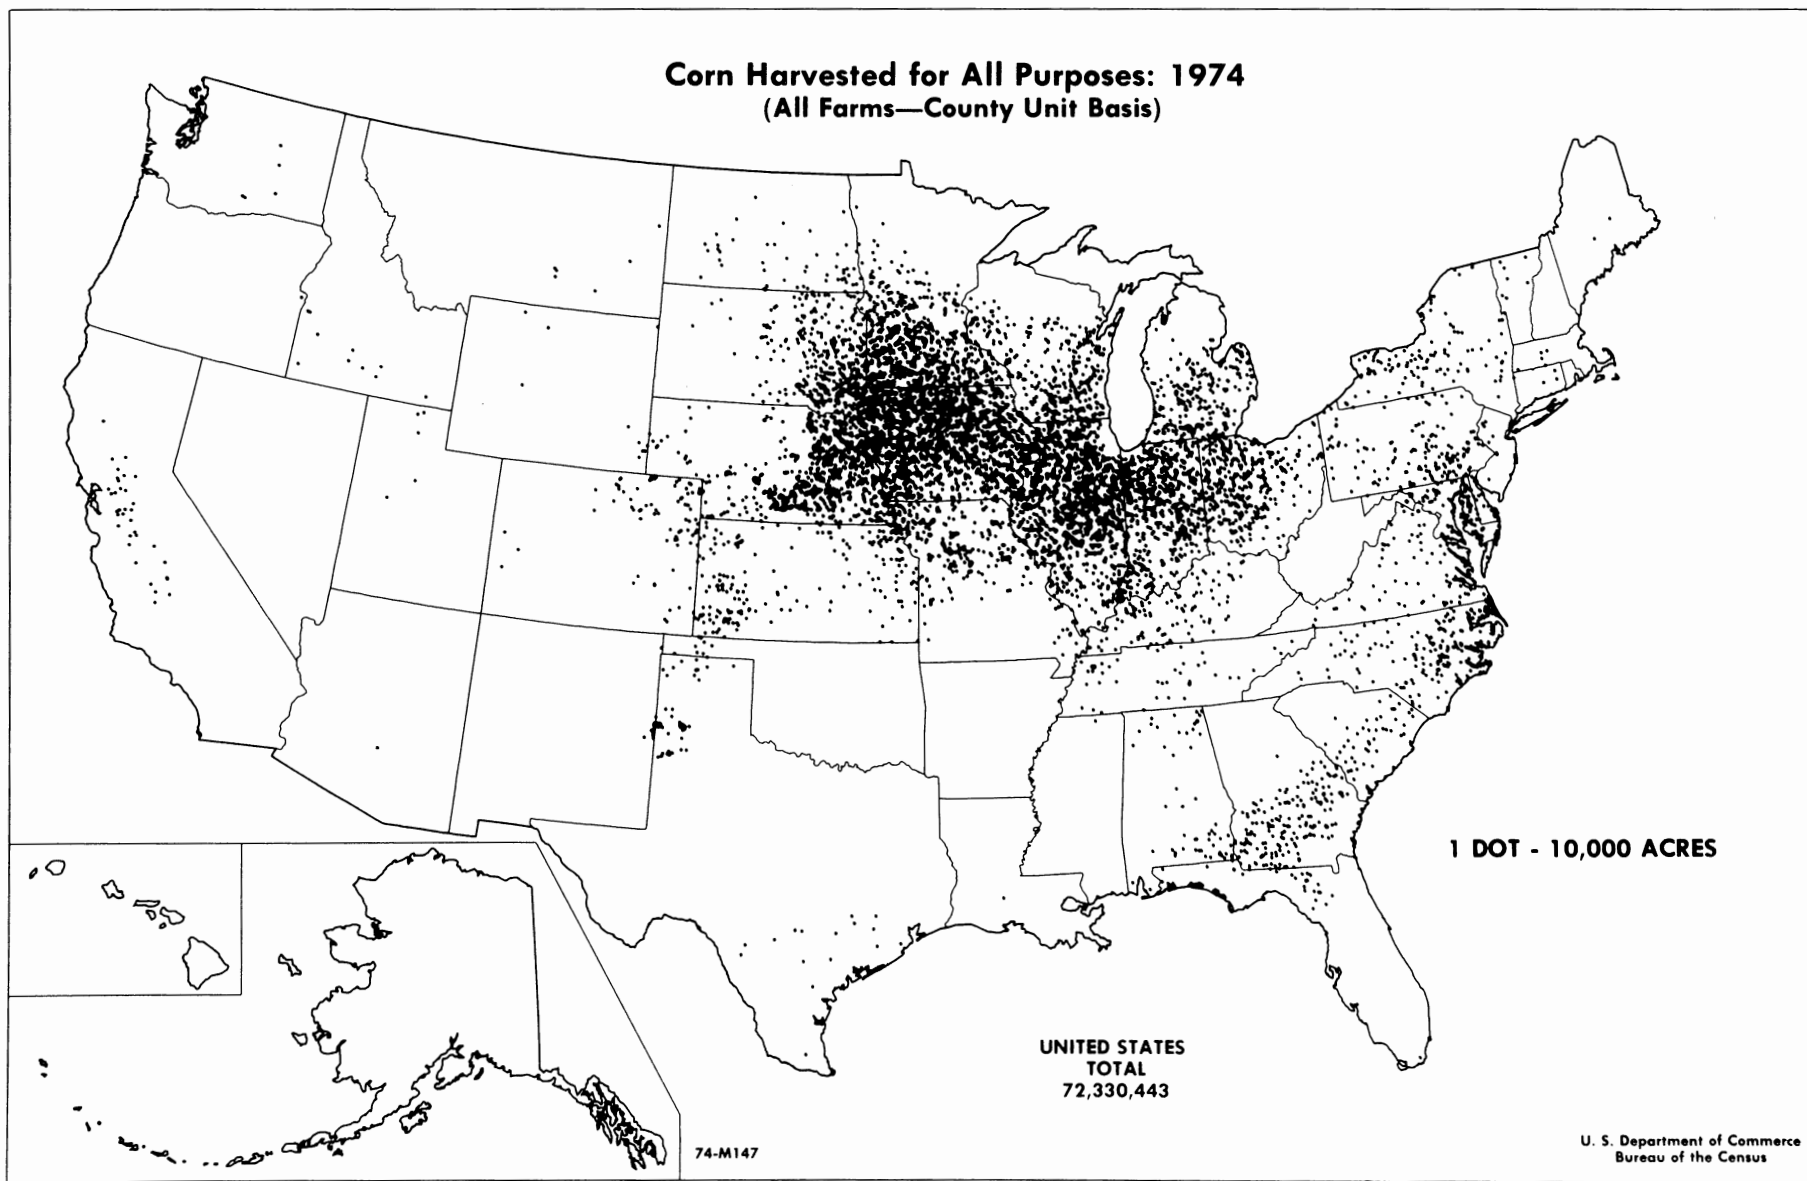 Corn Harvested for All Purposes: 1974
(All Farms—County Unit Basis)
1 DOT - 10,000 ACRES
UNITED STATES
TOTAL
72,330,443
74-M147
U. S. Department of Commerce
Bureau of the Census